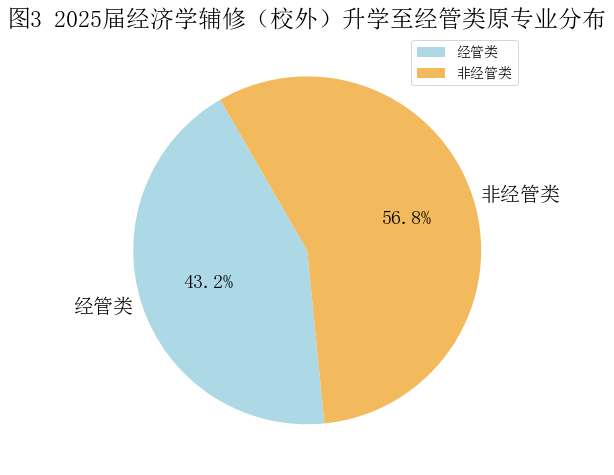 图3 2025届经济学辅修（校外）升学至经管类原专业分布
经管类
非经管类
非经管类
56.8%
43.2%
经管类